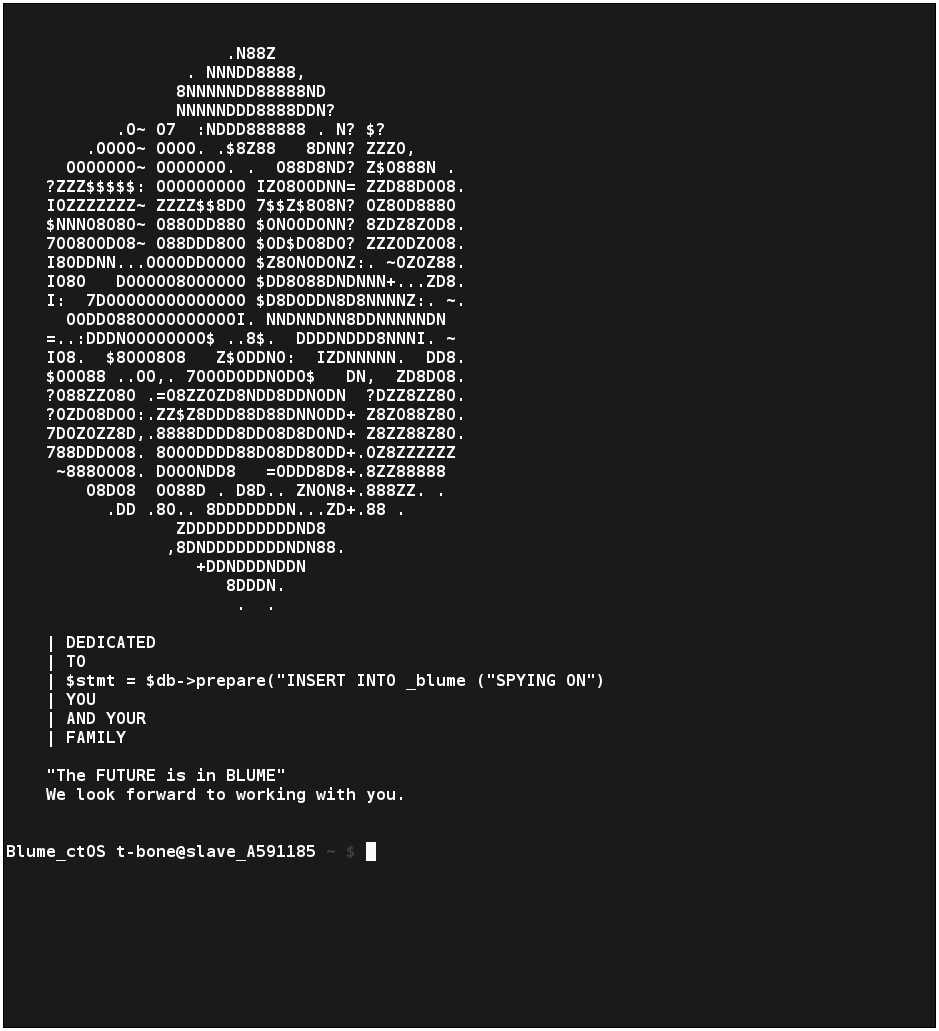 .N88Z
. NNNDD8888,
8NNNNNDD88888ND
NNNNNDDD8888DDN?
.O~ O7  :NDDD888888 . N? $?
.OOOO~ OOOO. .$8Z88   8DNN? ZZZO,
OOOOOOO~ OOOOOOO. .  O88D8ND? Z$O888N .
?ZZZ$$$$$: OOOOOOOOO IZO8OODNN= ZZD88DOO8.
IOZZZZZZZ~ ZZZZ$$8DO 7$$Z$8O8N? OZ8OD888O
$NNNO8O8O~ O88ODD88O $ONOODONN? 8ZDZ8ZOD8.
7OO8OODO8~ O88DDD8OO $OD$DO8DO? ZZZODZOO8.
I8ODDNN...OOOODDOOOO $Z8ONODONZ:. ~OZOZ88.
IO8O   DOOOOO8OOOOOO $DD8O88DNDNNN+...ZD8.
I:  7DOOOOOOOOOOOOOO $D8DODDN8D8NNNNZ:. ~.
OODDO88OOOOOOOOOOI. NNDNNDNN8DDNNNNNDN
=..:DDDNOOOOOOOO$ ..8$.  DDDDNDDD8NNNI. ~
IO8.  $8OOO8O8   Z$ODDNO:  IZDNNNNN.  DD8.
$OOO88 ..OO,. 7OOODODDNODO$   DN,  ZD8DO8.
?O88ZZO8O .=O8ZZOZD8NDD8DDNODN  ?DZZ8ZZ8O.
?OZDO8DOO:.ZZ$Z8DDD88D88DNNODD+ Z8ZO88Z8O.
7DOZOZZ8D,.8888DDDD8DDO8D8DOND+ Z8ZZ88Z8O.
788DDDOO8. 8OOODDDD88DO8DD8ODD+.OZ8ZZZZZZ
~888OOO8. DOOONDD8   =ODDD8D8+.8ZZ88888
O8DO8  OO88D . D8D.. ZNON8+.888ZZ. .
.DD .8O.. 8DDDDDDDN...ZD+.88 .
ZDDDDDDDDDDDND8
,8DNDDDDDDDDNDN88.
+DDNDDDNDDN
8DDDN.
.  .
| DEDICATED
| TO
| $stmt = $db->prepare("INSERT INTO _blume ("SPYING ON")
| YOU
| AND YOUR
| FAMILY
"The FUTURE is in BLUME"
We look forward to working with you.
Blume_ctOS t-bone@slave_A591185 ~ $